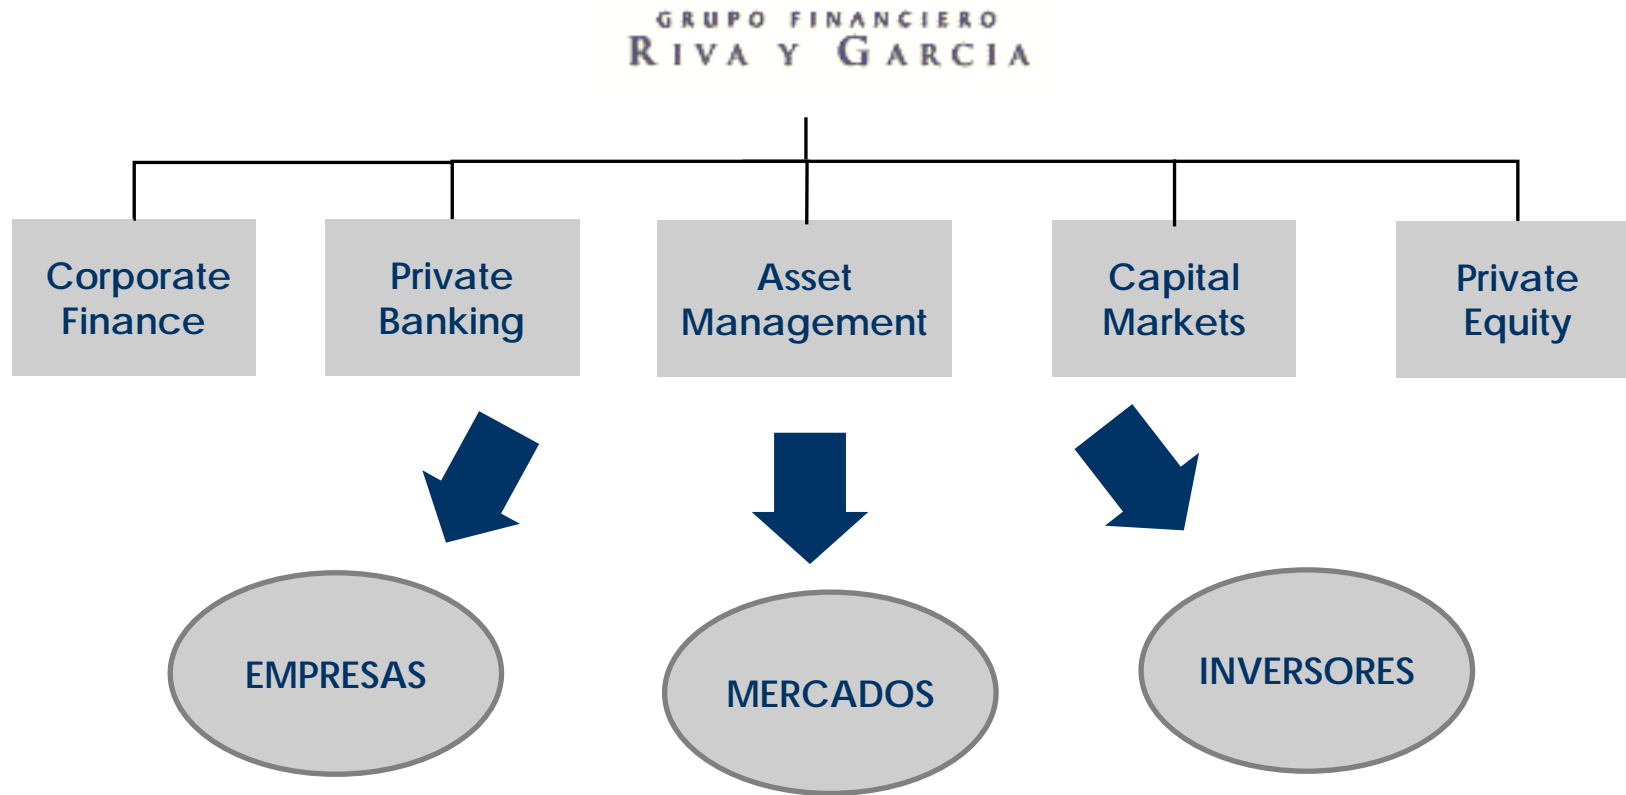 GRUPO FINANCIERO
RIVA Y GARCIA
Corporate
Finance
Private
Banking
Asset
Management
Capital
Markets
Private
Equity
EMPRESAS
MERCADOS
INVERSORES